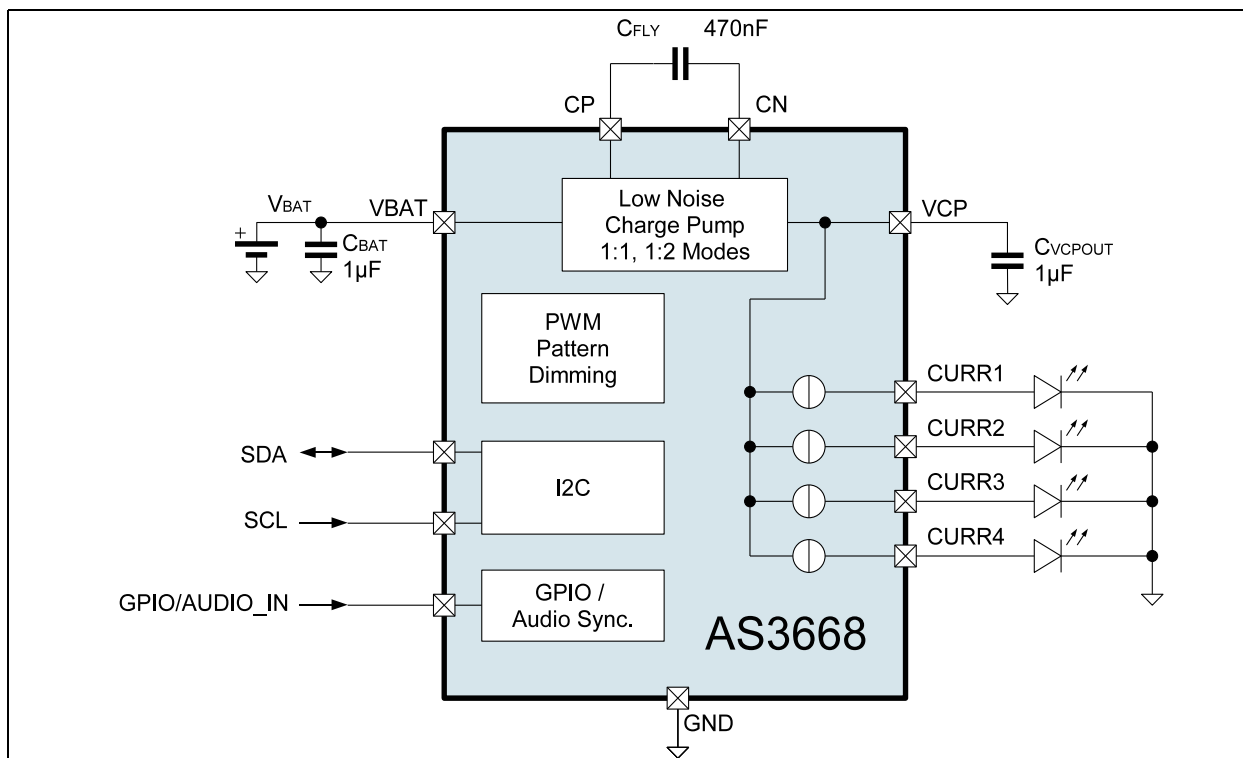 CFLY 470nF
CP
CN
Low Noise
Charge Pump
1:1, 1:2 Modes
VBAT
VBAT
+
CBAT
1µF
VCP
CVCPOUT
1µF
PWM
Pattern
Dimming
CURR1
CURR2
CURR3
CURR4
SDA
I2C
SCL
GPIO/AUDIO_IN
GPIO /
Audio Sync.
AS3668
GND